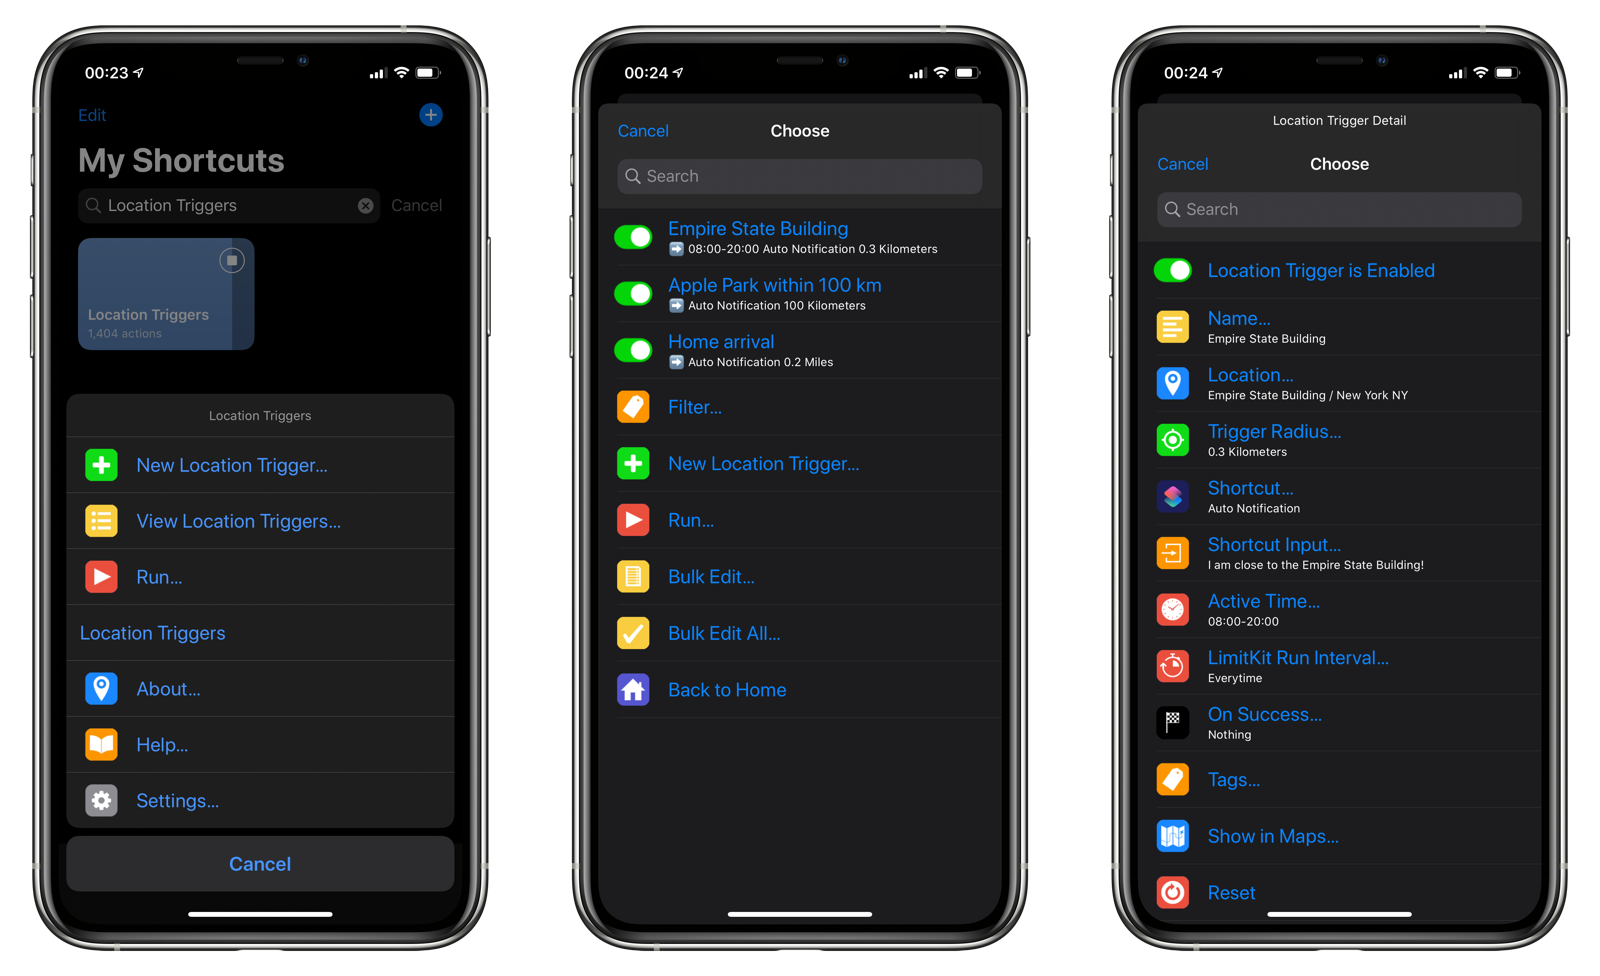 00:23
Edit
My Shortcuts
Location Triggers
Cancel
Location Triggers
1,404 actions
Location Triggers
New Location Trigger...
View Location Triggers...
Run...
Location Triggers
About...
Help...
Settings...
Cancel
00:24
Cancel
Choose
Search
Empire State Building
08:00-20:00 Auto Notification 0.3 Kilometers
Apple Park within 100 km
Auto Notification 100 Kilometers
Home arrival
Auto Notification 0.2 Miles
Filter...
New Location Trigger...
Run...
Bulk Edit...
Bulk Edit All...
Back to Home
00:24
Location Trigger Detail
Cancel
Choose
Search
Location Trigger is Enabled
Name...
Empire State Building
Location...
Empire State Building / New York NY
Trigger Radius...
0.3 Kilometers
Shortcut...
Auto Notification
Shortcut Input...
I am close to the Empire State Building!
Active Time...
08:00-20:00
LimitKit Run Interval...
Everytime
On Success...
Nothing
Tags...
Show in Maps...
Reset